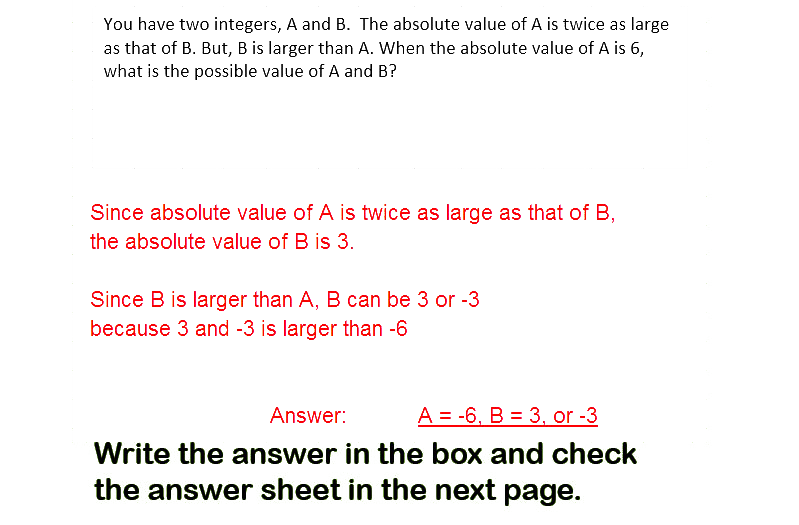 You have two integers, A and B.  The absolute value of A is twice as large
as that of B. But, B is larger than A. When the absolute value of A is 6,
what is the possible value of A and B?
Since absolute value of A is twice as large as that of B,
the absolute value of B is 3.
Since B is larger than A, B can be 3 or -3
because 3 and -3 is larger than -6
Answer: A = -6, B = 3, or -3
Write the answer in the box and check
the answer sheet in the next page.